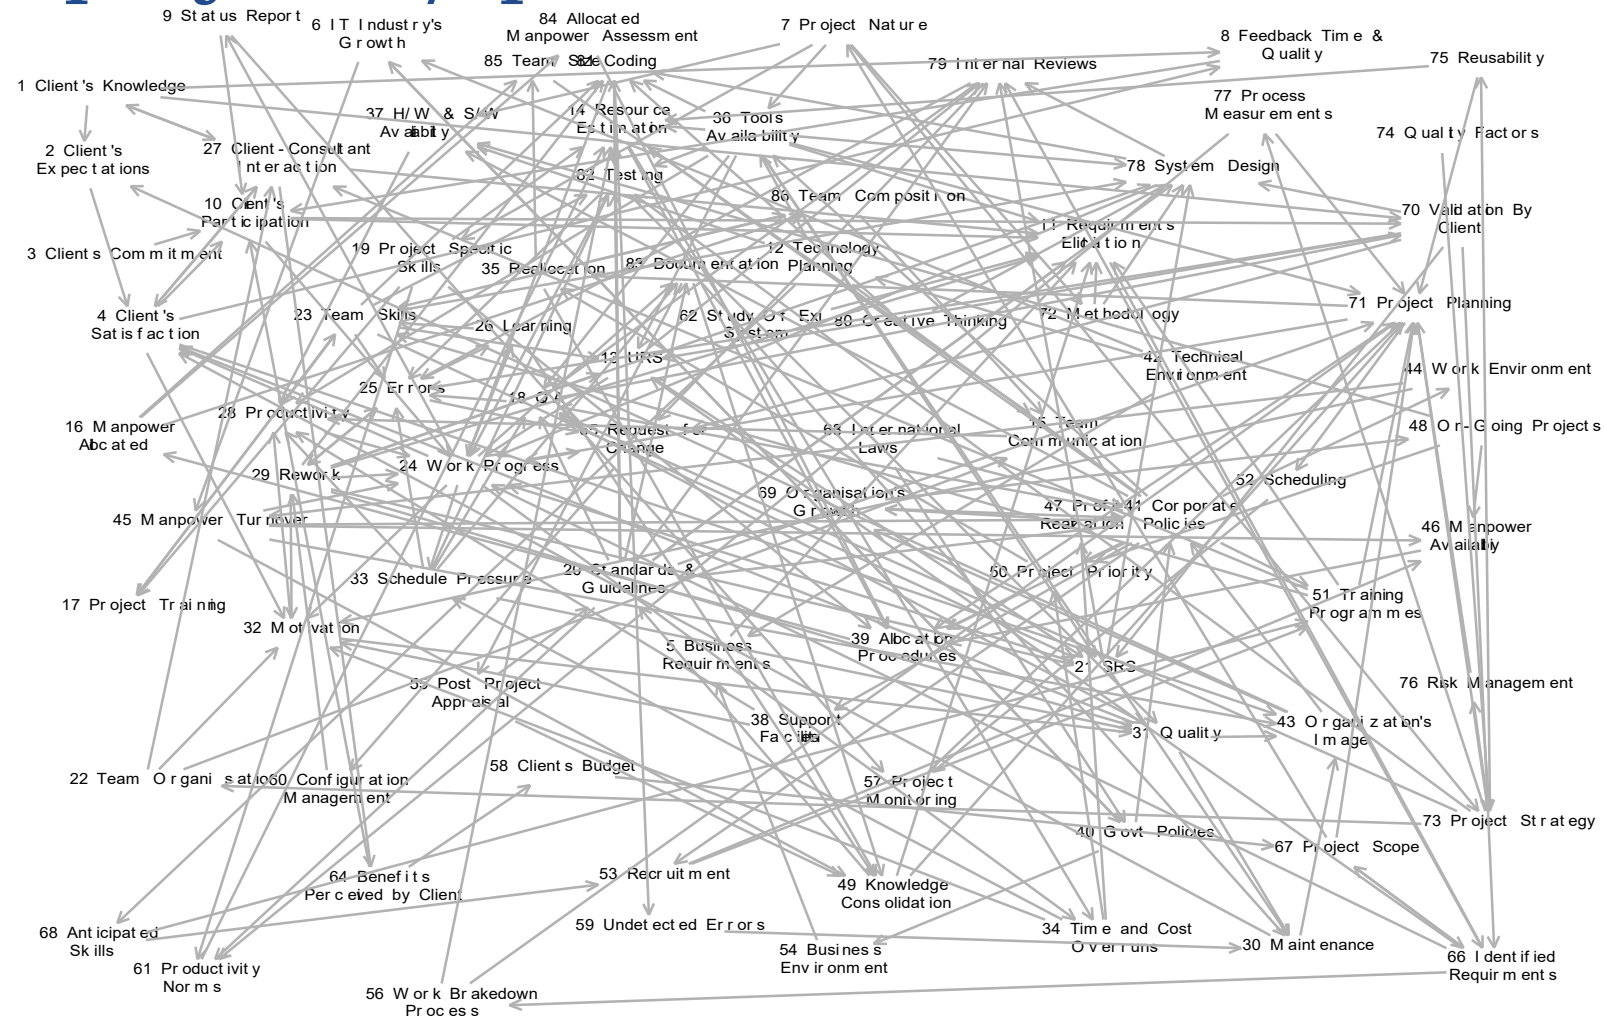 9 Status Report
6 IT Industry's
Growth
84 Allocated
Manpower Assessment
7 Project Nature
8 Feedback Time &
Quality
75 Reusability
85 Team Size
81 Coding
79 Internal Reviews
1 Client's Knowledge
77 Process
Measurements
37 H/W & S/W
Availability
14 Resource
Estimation
36 Tools
Availability
74 Quality Factors
2 Client's
Expectations
27 Client-Consultant
Interaction
82 Testing
78 System Design
86 Team Composition
10 Client's
Participation
70 Validation By
Client
11 Requirments
Elicitation
3 Clients Commitment
19 Project Specific
Skills
35 Reallocation
83 Documentation
12 Technology
Planning
71 Project Planning
4 Client's
Satisfaction
23 Team Skills
26 Learning
62 Study Of Exi
System
80 Creative Thinking
72 Methodology
13 URS
42 Technical
Environment
44 Work Environment
25 Errors
18 QA
28 Productivity
16 Manpower
Allocated
65 Request for
Change
63 International
Laws
15 Team
Communication
48 On-Going Projects
29 Rework
24 Work Progress
52 Scheduling
69 Organisation's
Growth
47 Profit
Realization
41 Corporate
Policies
45 Manpower Turnover
46 Manpower
Availabiy
33 Schedule Pressure
20 Standards &
Guidelines
50 Project Priority
17 Project Training
51 Training
Programmes
32 Motivation
5 Business
Requirments
39 Allocation
Procedures
21 SRS
55 Post Project
Appraisal
76 Risk Management
38 Support
Facilities
31 Quality
43 Organization's
Image
22 Team Organisation
60 Configuration
Management
58 Clients Budget
57 Project
Monitoring
40 Govt Policies
73 Project Strategy
67 Project Scope
64 Benefits
Perceived by Client
53 Recruitment
49 Knowledge
Consolidation
59 Undetected Errors
68 Anticipated
Skills
34 Time and Cost
Overruns
30 Maintenance
54 Business
Environment
61 Productivity
Norms
66 Identified
Requirments
56 Work Brakedown
Process